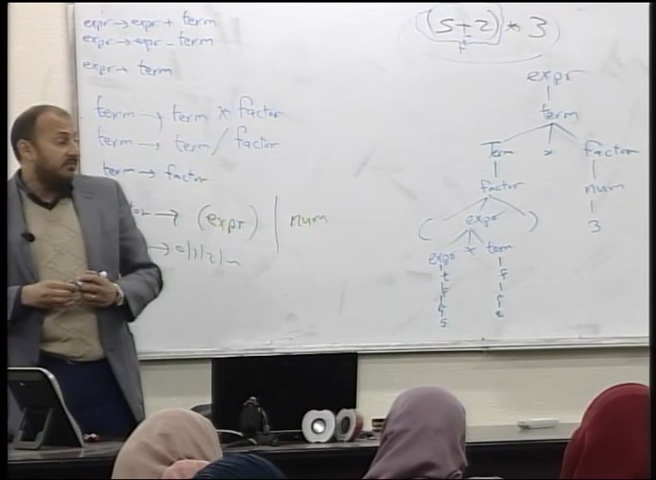 expr → expr + term
expr → expr - term
expr → term
term → term * factor
term → term / factor
term → factor
→ (expr) | num
→ 0|1|2|~
(5+2) * 3
expr
term
Term * factor
factor num
( expr ) 3
expr * term
t f
f
5